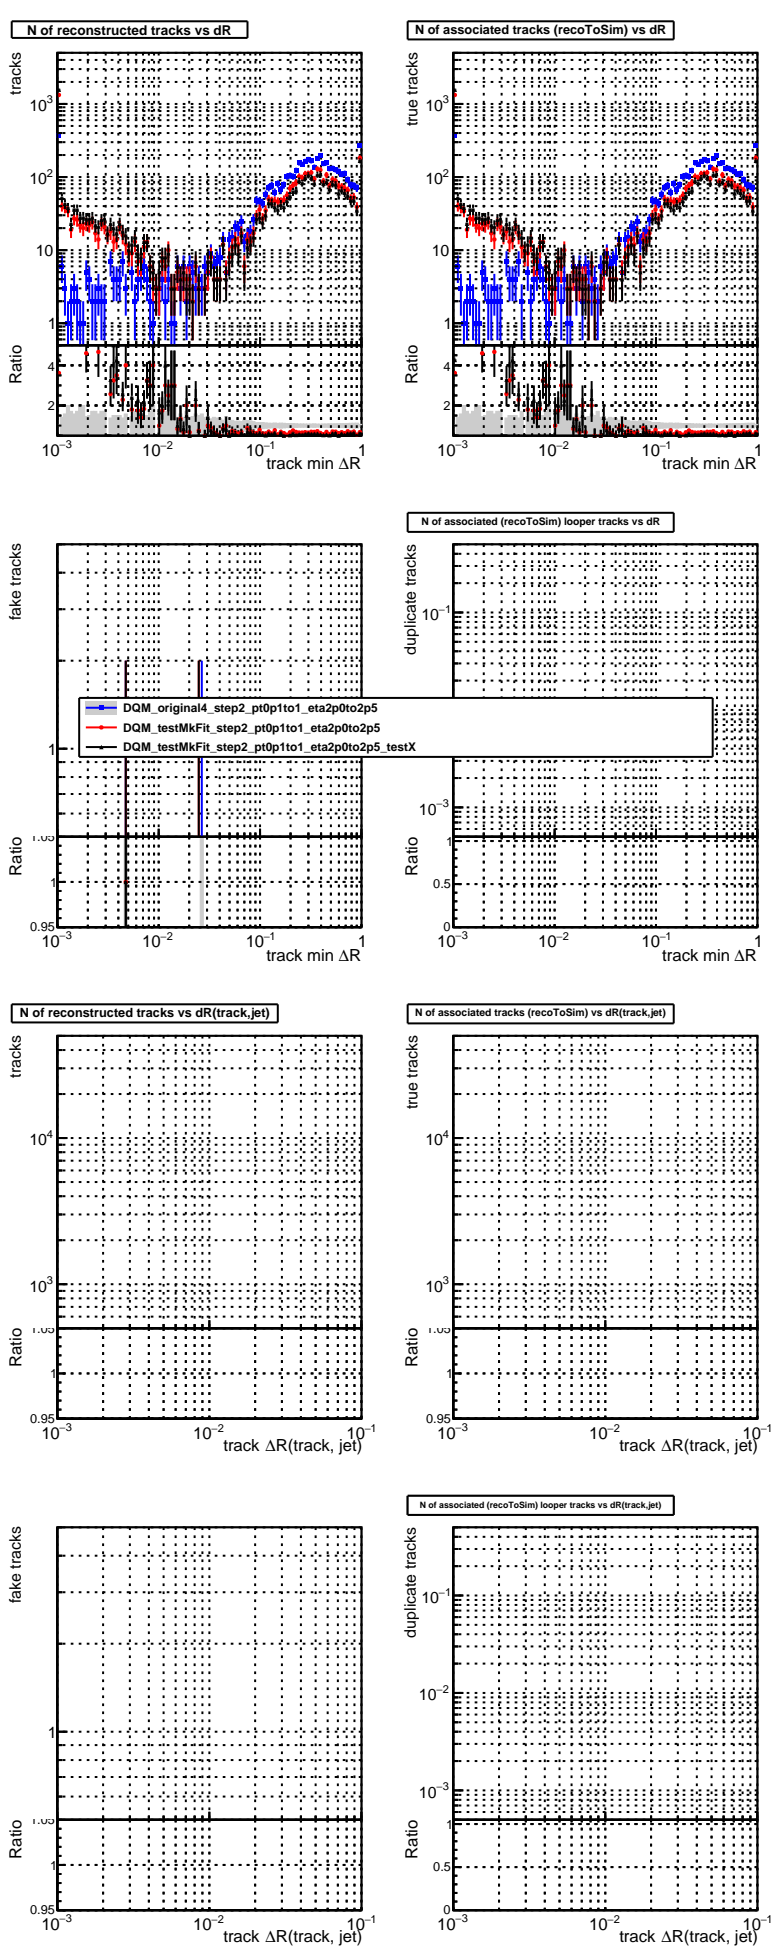 N of reconstructed tracks vs dR
tracks
10³
10²
10
1
Ratio
4
2
10⁻³
10⁻²
10⁻¹
1
track min ΔR
N of associated tracks (recoToSim) vs dR
true tracks
10³
10²
10
1
Ratio
4
2
10⁻³
10⁻²
10⁻¹
1
track min ΔR
fake tracks
1
Ratio
1.05
1
0.95
10⁻³
10⁻²
10⁻¹
1
track min ΔR
N of associated (recoToSim) looper tracks vs dR
duplicate tracks
10⁻¹
10⁻³
Ratio
1
0.5
0
10⁻³
10⁻²
10⁻¹
1
track min ΔR
DQM_original4_step2_pt0p1to1_eta2p0to2p5
DQM_testMkFit_step2_pt0p1to1_eta2p0to2p5
DQM_testMkFit_step2_pt0p1to1_eta2p0to2p5_testX
N of reconstructed tracks vs dR(track,jet)
tracks
10⁴
10³
Ratio
1.05
1
0.95
10⁻³
10⁻²
10⁻¹
track ΔR(track, jet)
N of associated tracks (recoToSim) vs dR(track,jet)
true tracks
10⁴
10³
Ratio
1.05
1
0.95
10⁻³
10⁻²
10⁻¹
track ΔR(track, jet)
fake tracks
1
Ratio
1.05
1
0.95
10⁻³
10⁻²
10⁻¹
track ΔR(track, jet)
N of associated (recoToSim) looper tracks vs dR(track,jet)
duplicate tracks
10⁻¹
10⁻²
10⁻³
Ratio
1
0.5
0
10⁻³
10⁻²
10⁻¹
track ΔR(track, jet)